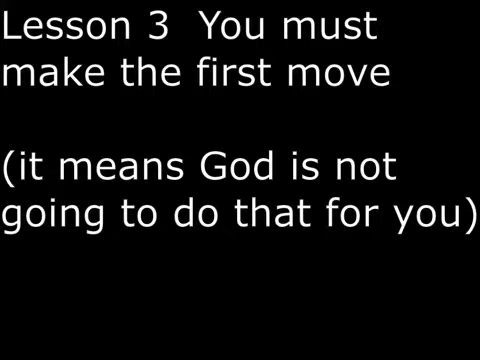 Lesson 3  You must
make the first move
(it means God is not
going to do that for you)